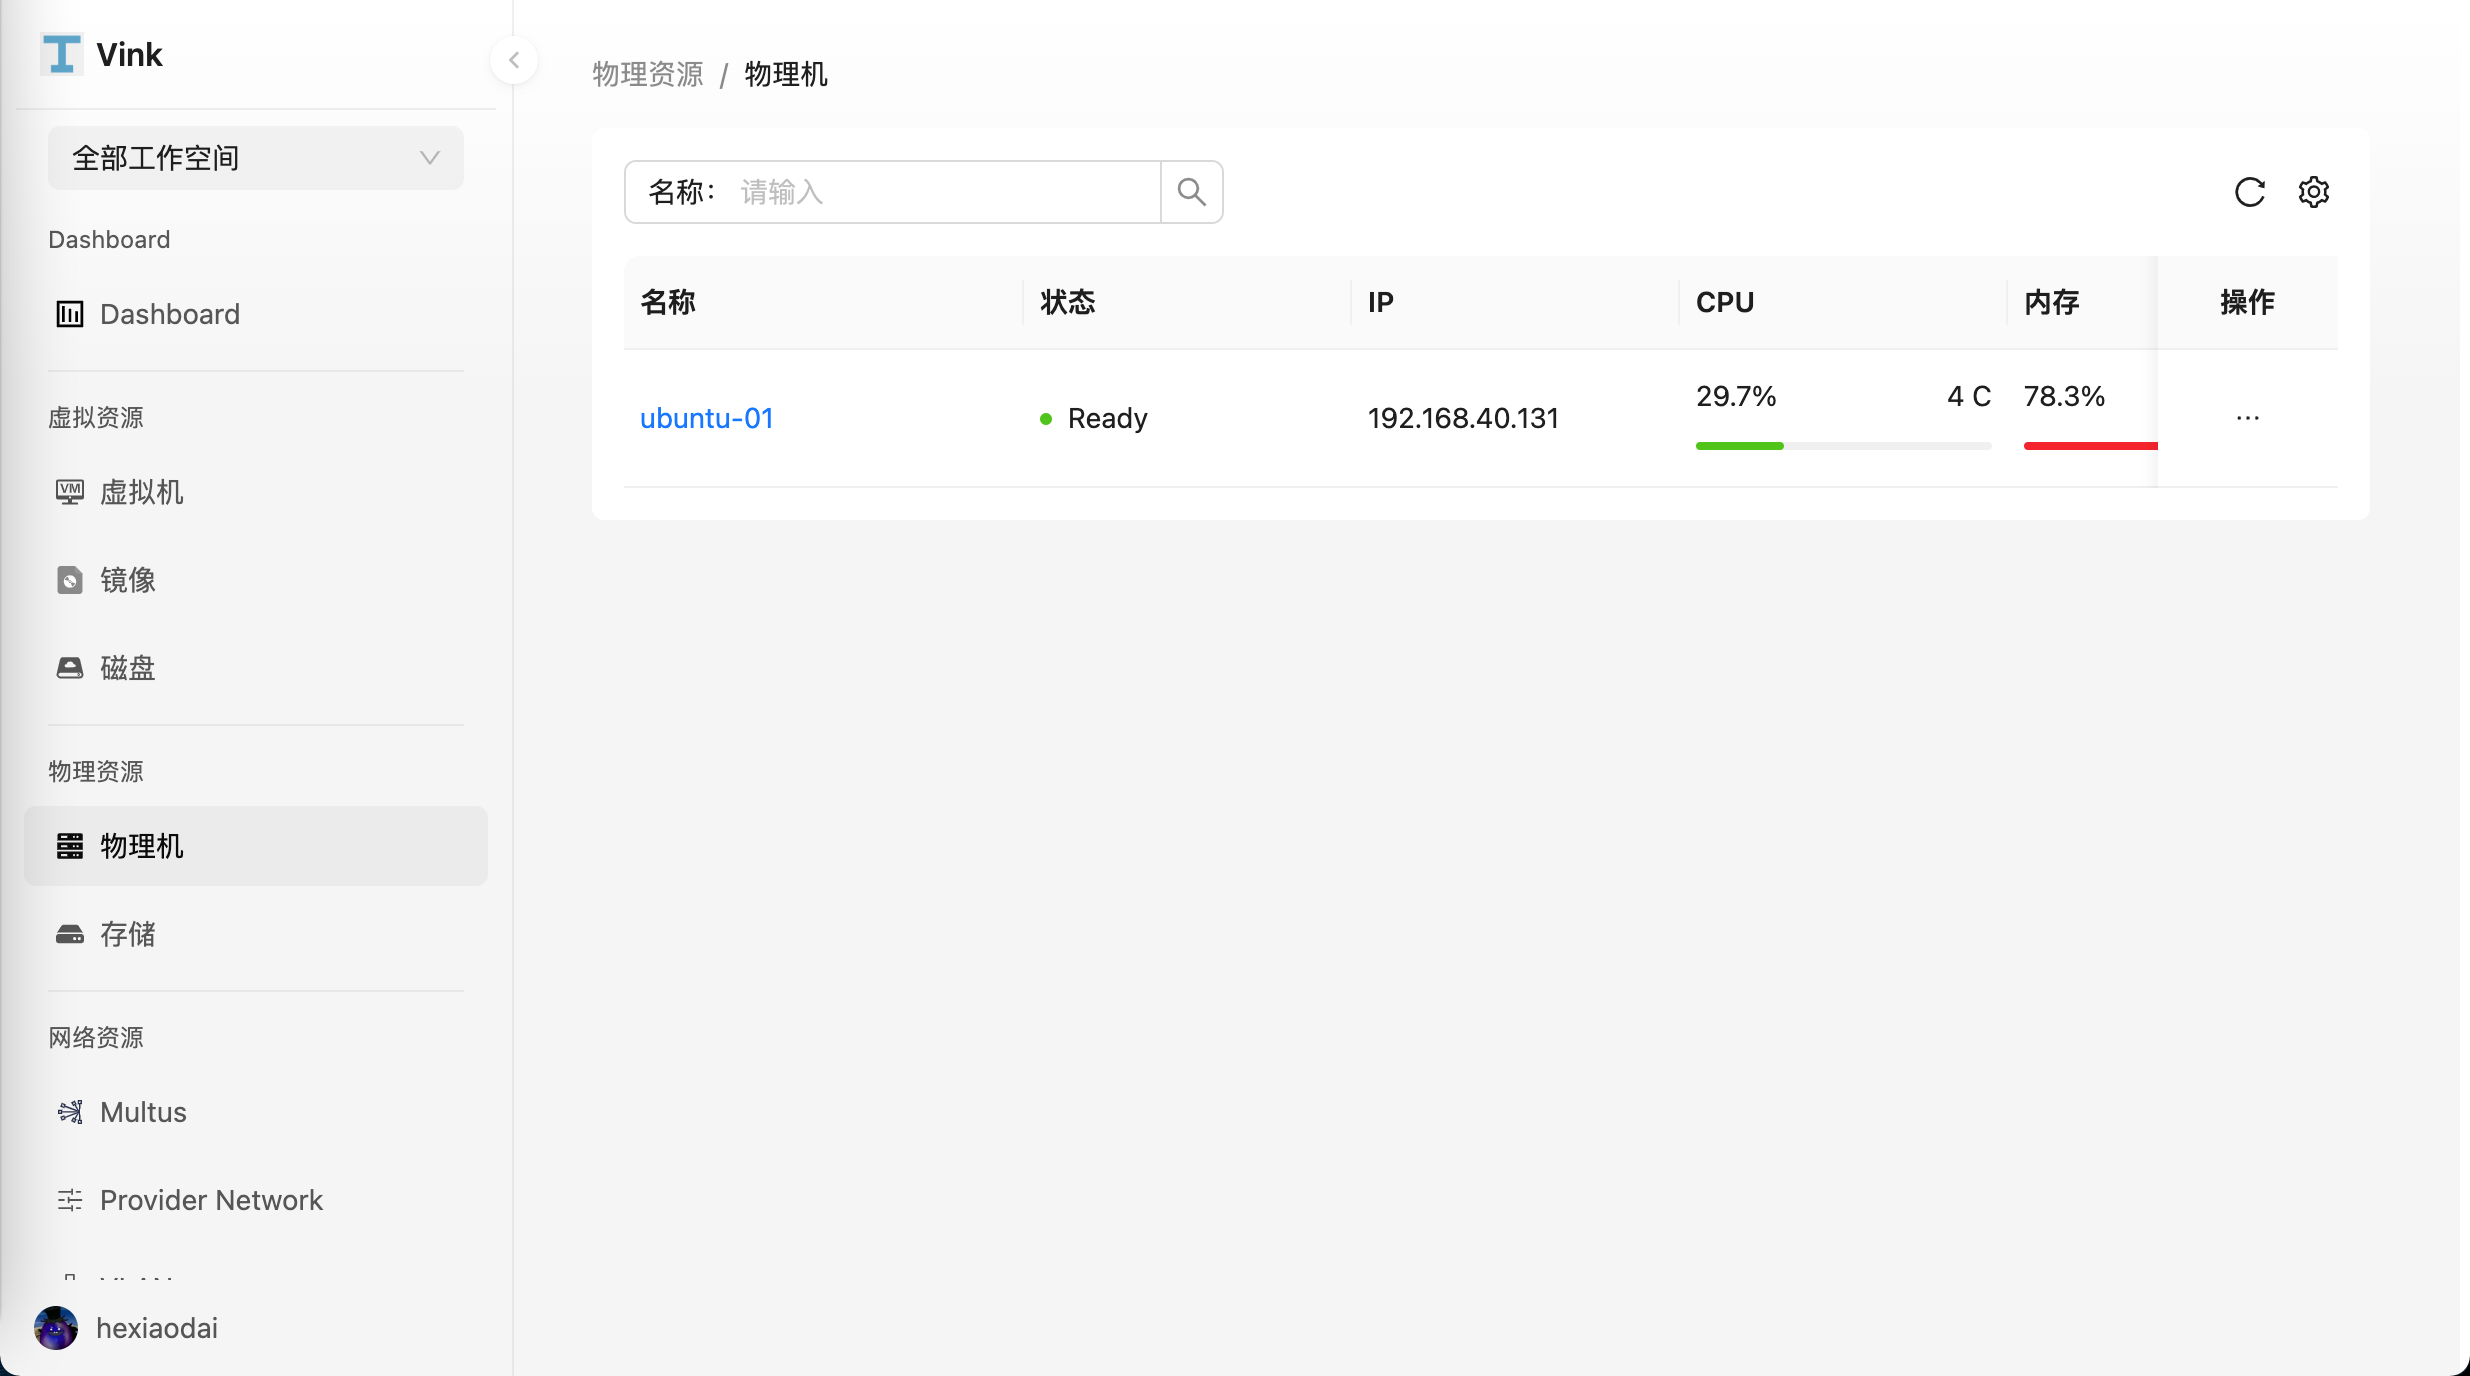 Vink
全部工作空间
Dashboard
Dashboard
虚拟资源
虚拟机
镜像
磁盘
物理资源
物理机
存储
网络资源
Multus
Provider Network
hexiaodai
物理资源 / 物理机
名称： 请输入
名称 状态 IP CPU 内存 操作
ubuntu-01 Ready 192.168.40.131 29.7% 4 C 78.3% ...